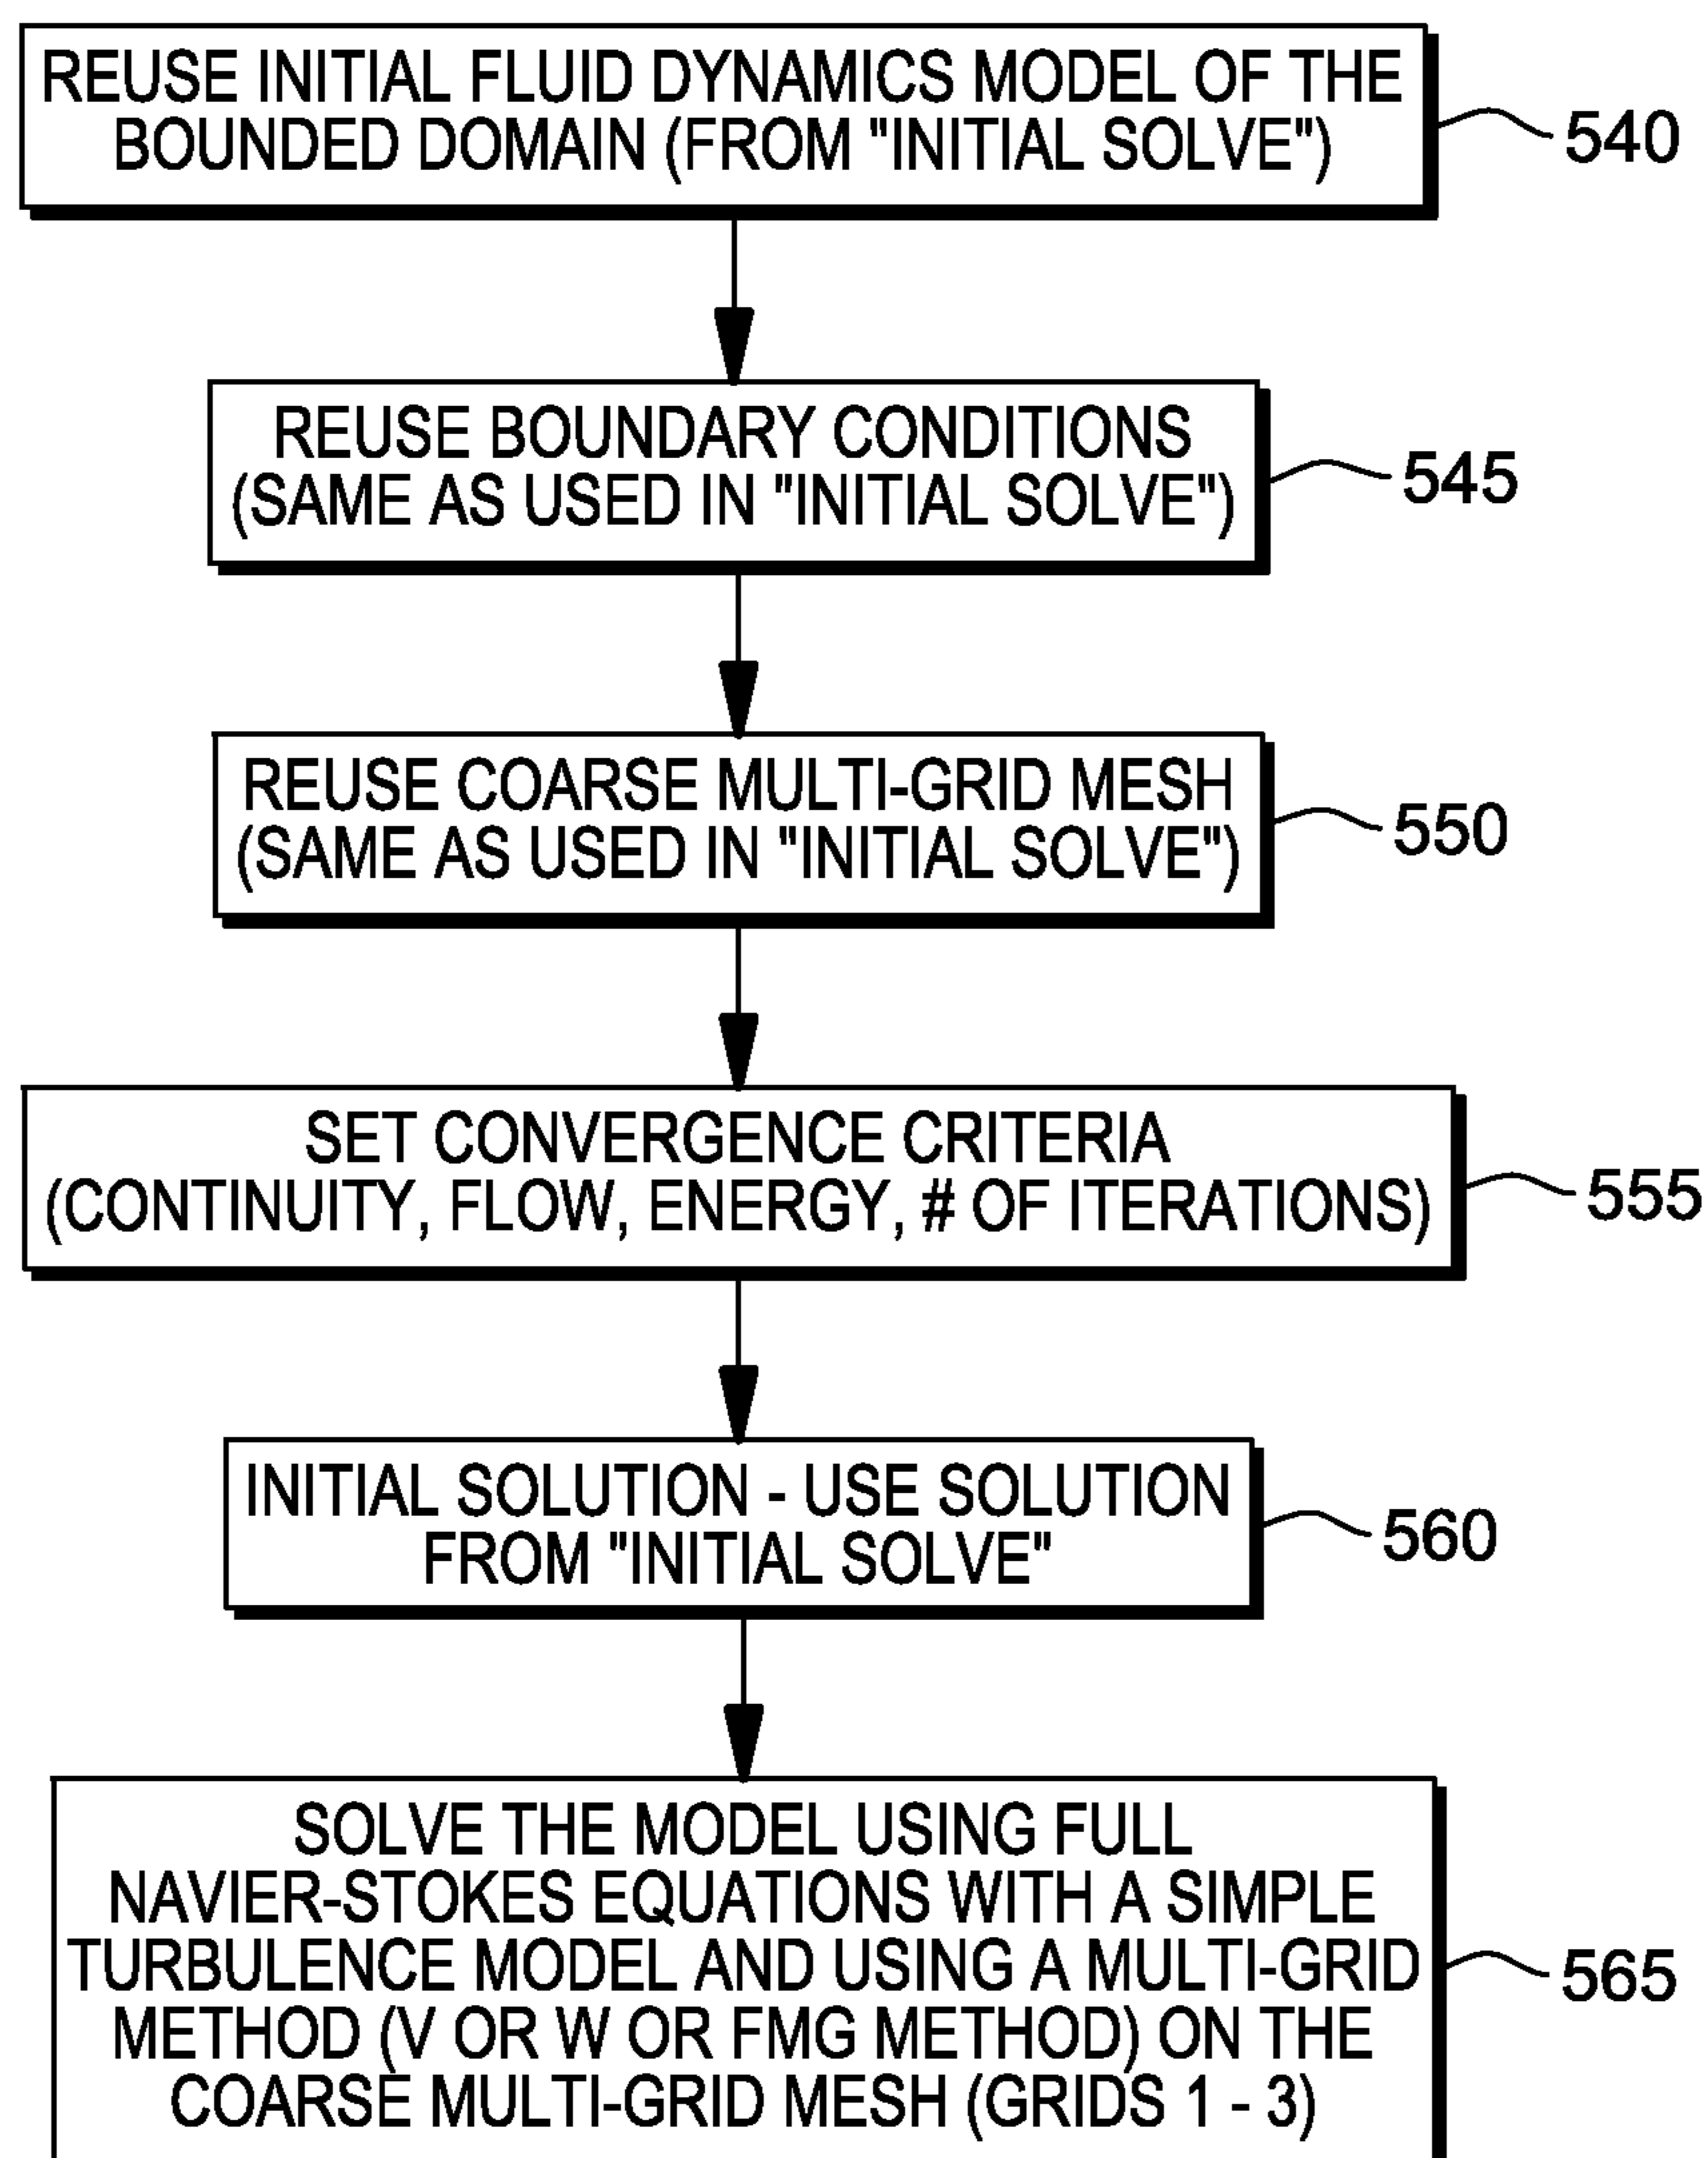 REUSE INITIAL FLUID DYNAMICS MODEL OF THE
BOUNDED DOMAIN (FROM "INITIAL SOLVE")
540
REUSE BOUNDARY CONDITIONS
(SAME AS USED IN "INITIAL SOLVE")
545
REUSE COARSE MULTI-GRID MESH
(SAME AS USED IN "INITIAL SOLVE")
550
SET CONVERGENCE CRITERIA
(CONTINUITY, FLOW, ENERGY, # OF ITERATIONS)
555
INITIAL SOLUTION - USE SOLUTION
FROM "INITIAL SOLVE"
560
SOLVE THE MODEL USING FULL
NAVIER-STOKES EQUATIONS WITH A SIMPLE
TURBULENCE MODEL AND USING A MULTI-GRID
METHOD (V OR W OR FMG METHOD) ON THE
COARSE MULTI-GRID MESH (GRIDS 1 - 3)
565